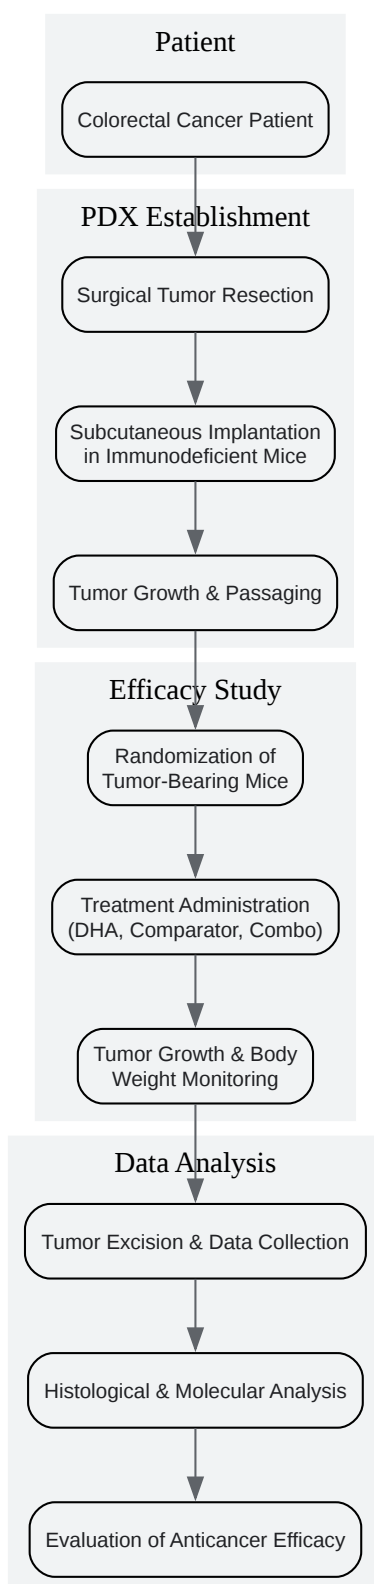 Patient
Colorectal Cancer Patient
PDX Establishment
Surgical Tumor Resection
Subcutaneous Implantation
in Immunodeficient Mice
Tumor Growth & Passaging
Efficacy Study
Randomization of
Tumor-Bearing Mice
Treatment Administration
(DHA, Comparator, Combo)
Tumor Growth & Body
Weight Monitoring
Data Analysis
Tumor Excision & Data Collection
Histological & Molecular Analysis
Evaluation of Anticancer Efficacy